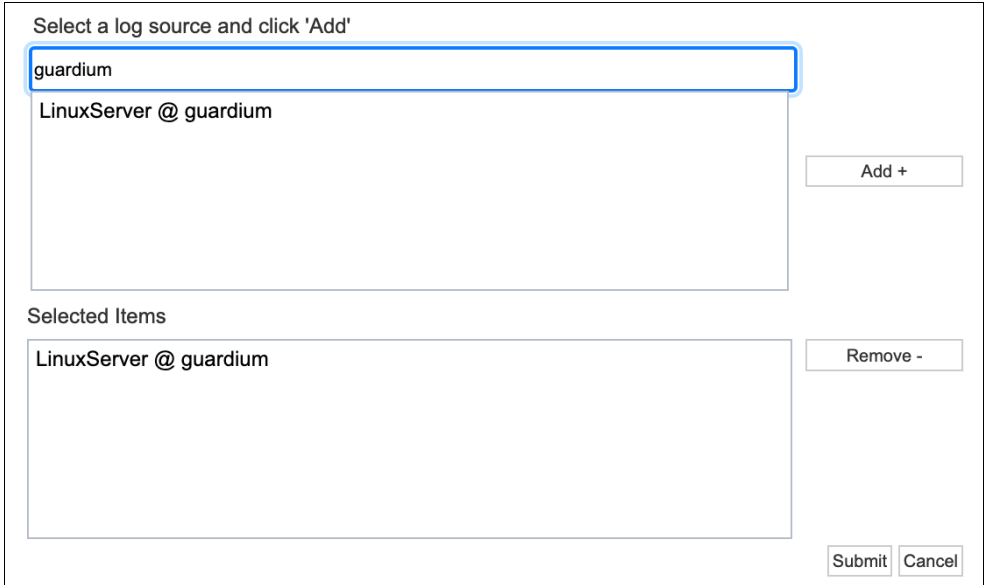 Select a log source and click 'Add'
guardium
LinuxServer @ guardium
Add +
Selected Items
LinuxServer @ guardium
Remove -
Submit Cancel